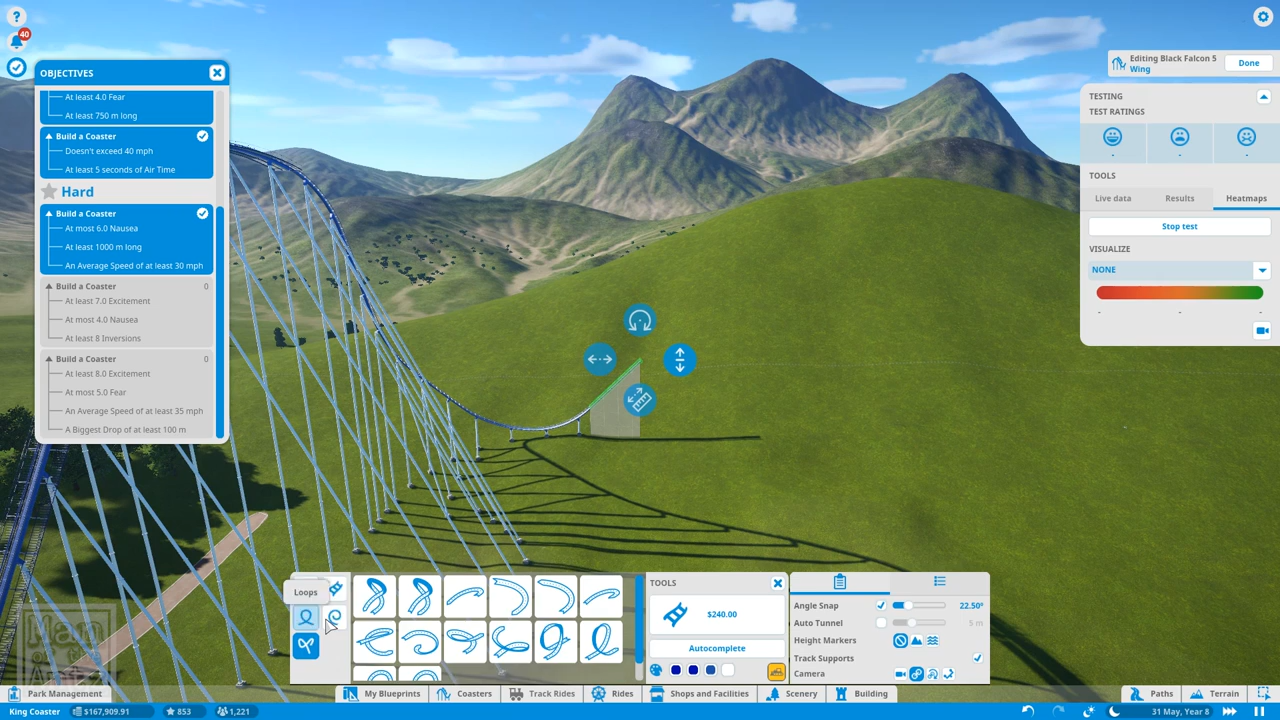 ?
40
OBJECTIVES
At least 4.0 Fear
At least 750 m long
Build a Coaster
Doesn't exceed 40 mph
At least 5 seconds of Air Time
Hard
Build a Coaster
At most 6.0 Nausea
At least 1000 m long
An Average Speed of at least 30 mph
Build a Coaster 0
At least 7.0 Excitement
At most 4.0 Nausea
At least 8 Inversions
Build a Coaster 0
At least 8.0 Excitement
At most 5.0 Fear
An Average Speed of at least 35 mph
A Biggest Drop of at least 100 m
Editing Black Falcon 5
Wing
Done
TESTING
TEST RATINGS
- - -
TOOLS
Live data Results Heatmaps
Stop test
VISUALIZE
NONE
- - -
Loops
TOOLS
$240.00
Autocomplete
Angle Snap 22.50°
Auto Tunnel 5 m
Height Markers
Track Supports
Camera
Park Management My Blueprints Coasters Track Rides Rides Shops and Facilities Scenery Building Paths Terrain
King Coaster $167,909.91 853 1,221 31 May, Year 8